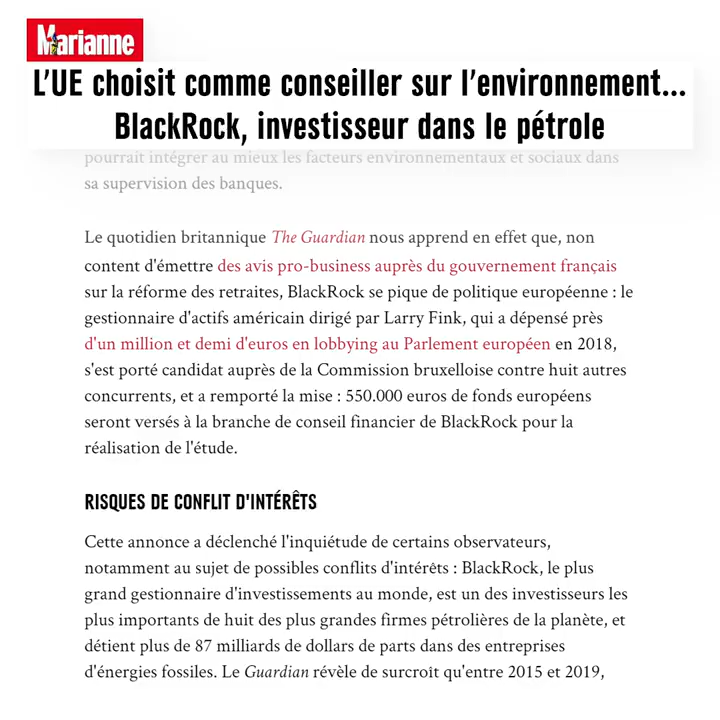 Marianne
L'UE choisit comme conseiller sur l'environnement...
BlackRock, investisseur dans le pétrole
pourrait intégrer au mieux les facteurs environnementaux et sociaux dans
sa supervision des banques.
Le quotidien britannique The Guardian nous apprend en effet que, non
content d'émettre des avis pro-business auprès du gouvernement français
sur la réforme des retraites, BlackRock se pique de politique européenne : le
gestionnaire d'actifs américain dirigé par Larry Fink, qui a dépensé près
d'un million et demi d'euros en lobbying au Parlement européen en 2018,
s'est porté candidat auprès de la Commission bruxelloise contre huit autres
concurrents, et a remporté la mise : 550.000 euros de fonds européens
seront versés à la branche de conseil financier de BlackRock pour la
réalisation de l'étude.
RISQUES DE CONFLIT D'INTÉRÊTS
Cette annonce a déclenché l'inquiétude de certains observateurs,
notamment au sujet de possibles conflits d'intérêts : BlackRock, le plus
grand gestionnaire d'investissements au monde, est un des investisseurs les
plus importants de huit des plus grandes firmes pétrolières de la planète, et
détient plus de 87 milliards de dollars de parts dans des entreprises
d'énergies fossiles. Le Guardian révèle de surcroît qu'entre 2015 et 2019,